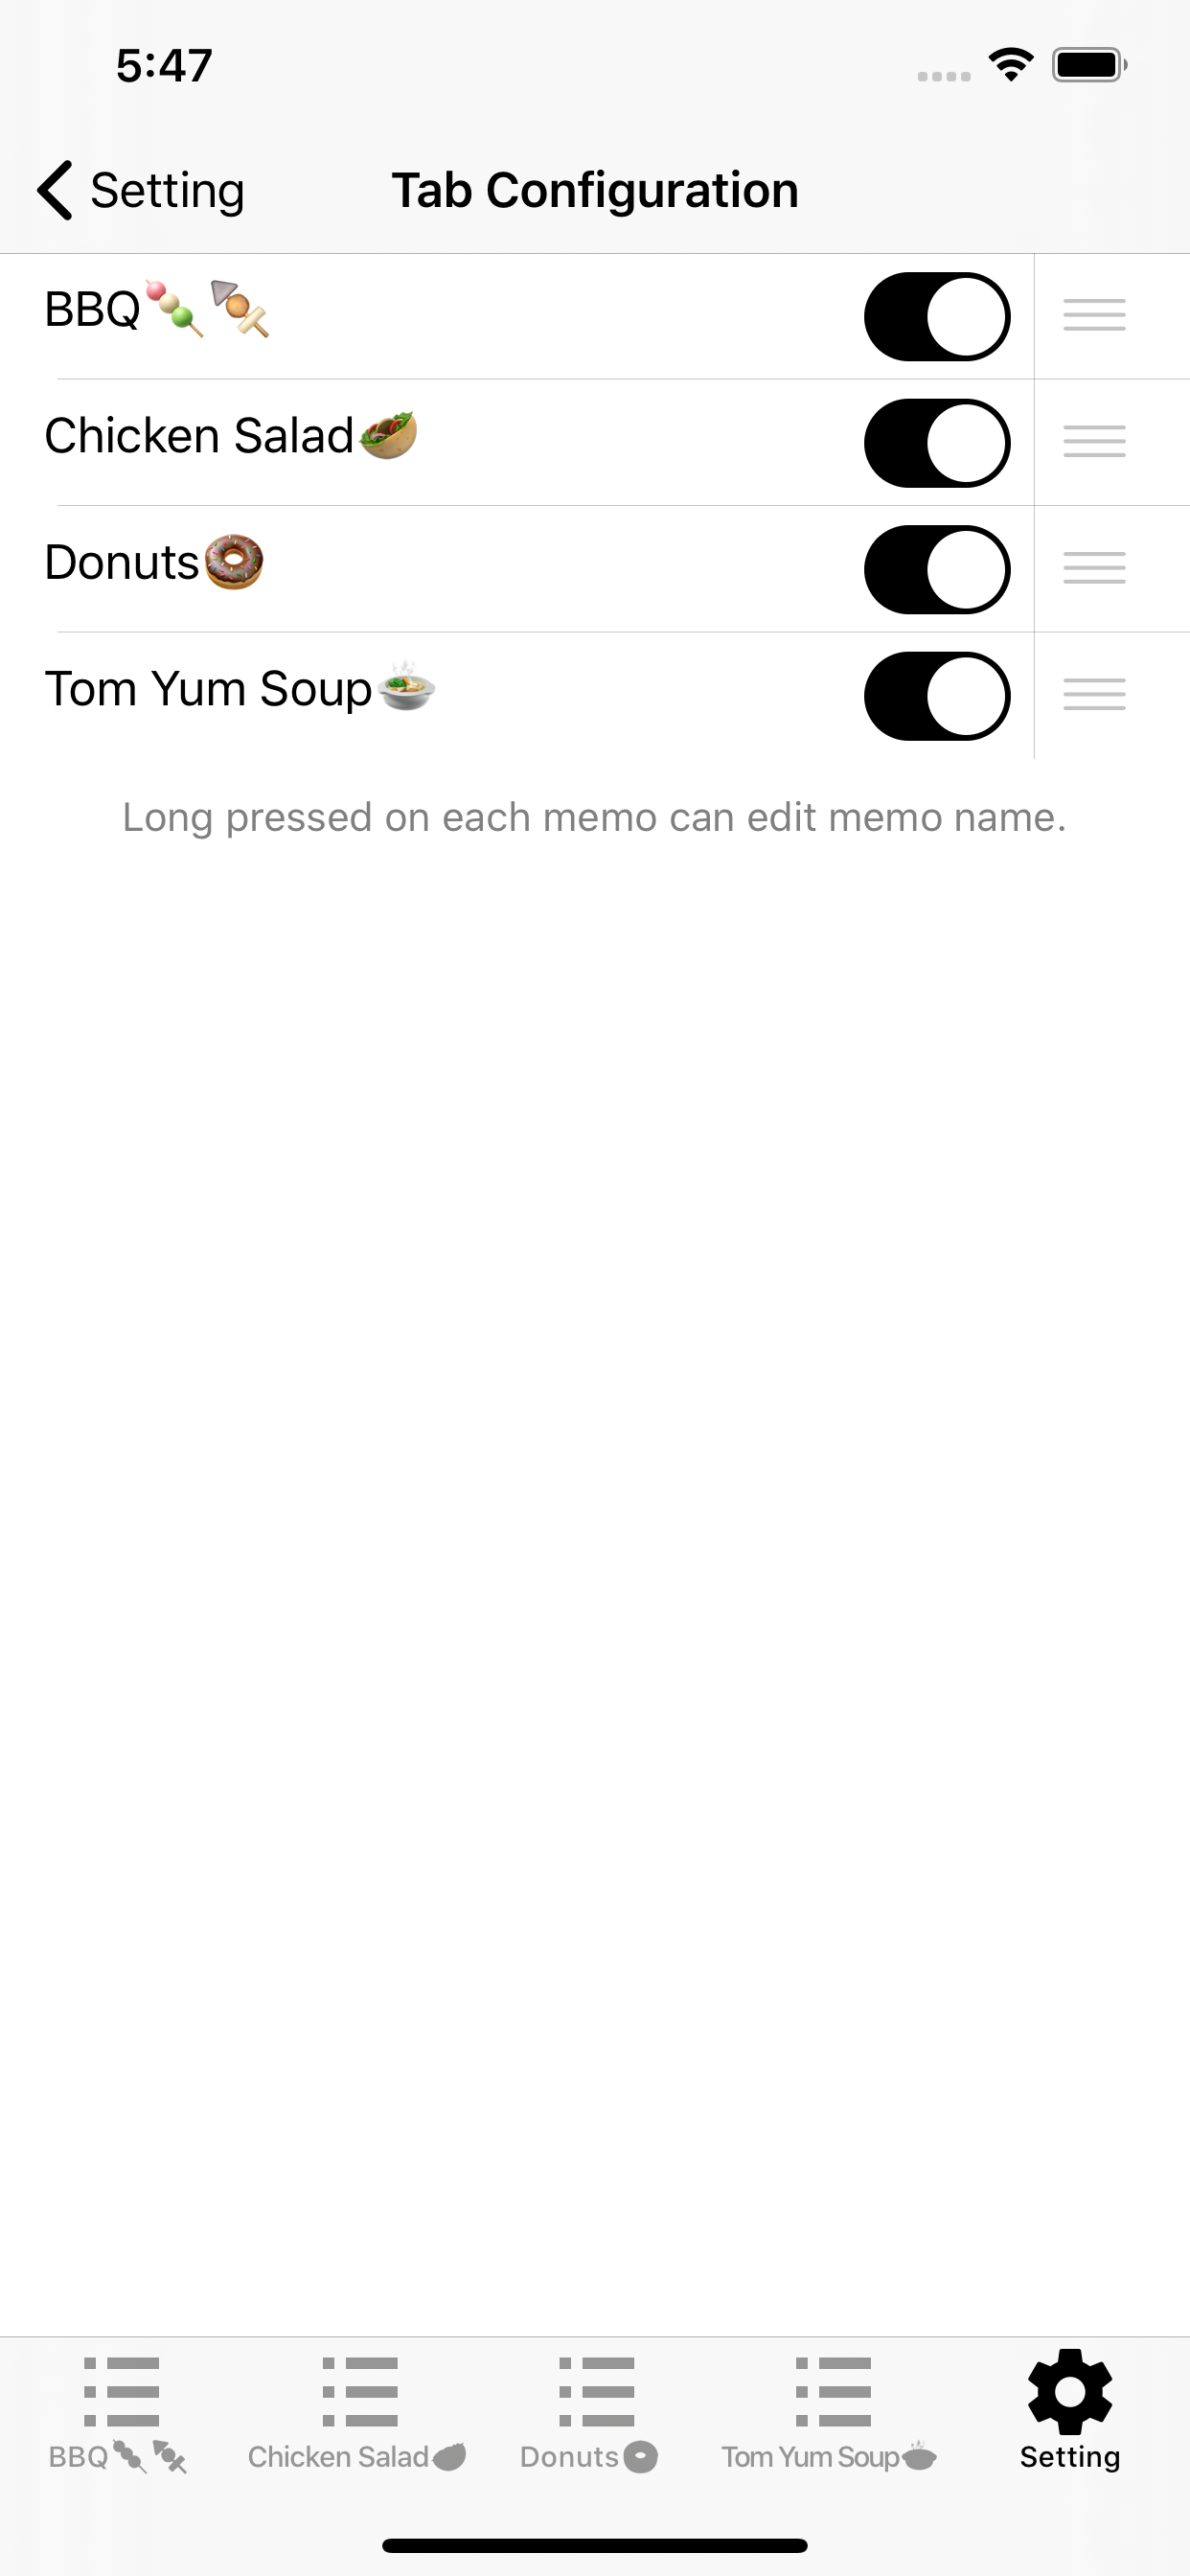 5:47
Setting
Tab Configuration
BBQ🍡🍢
Chicken Salad🥙
Donuts🍩
Tom Yum Soup🍲
Long pressed on each memo can edit memo name.
BBQ🍡🍢
Chicken Salad🥙
Donuts🍩
Tom Yum Soup🍲
Setting